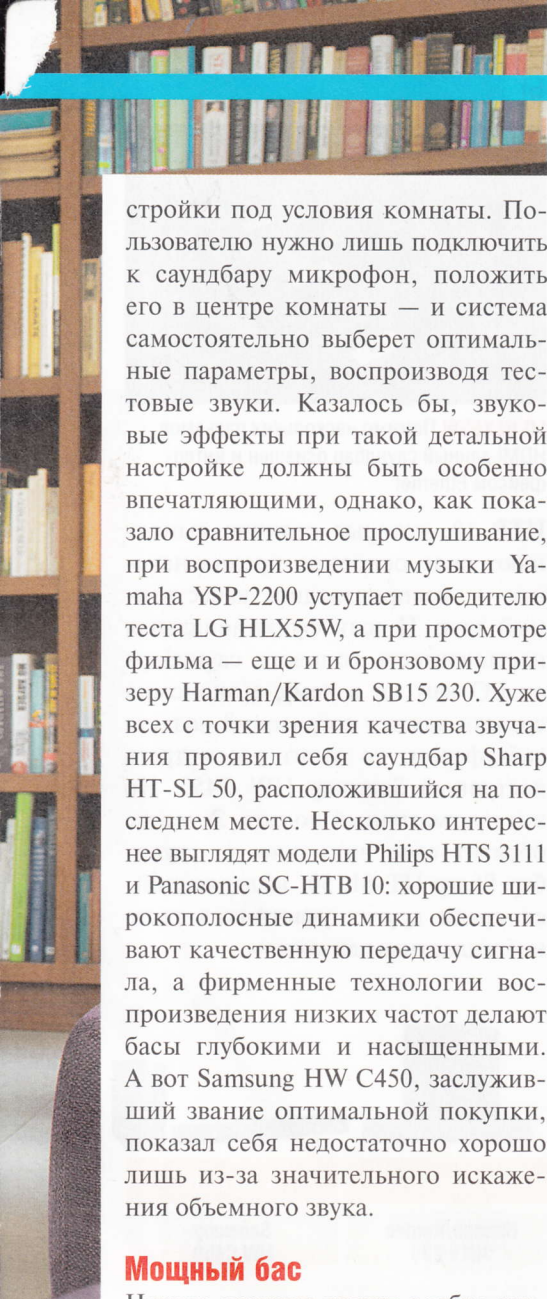 стройки под условия комнаты. По-
льзователю нужно лишь подключить
к саундбару микрофон, положить
его в центре комнаты — и система
самостоятельно выберет оптималь-
ные параметры, воспроизводя тес-
товые звуки. Казалось бы, звуко-
вые эффекты при такой детальной
настройке должны быть особенно
впечатляющими, однако, как пока-
зало сравнительное прослушивание,
при воспроизведении музыки Ya-
maha YSP-2200 уступает победителю
теста LG HLX55W, а при просмотре
фильма — еще и и бронзовому при-
зеру Harman/Kardon SB15 230. Хуже
всех с точки зрения качества звуча-
ния проявил себя саундбар Sharp
HT-SL 50, расположившийся на по-
следнем месте. Несколько интерес-
нее выглядят модели Philips HTS 3111
и Panasonic SC-HTB 10: хорошие ши-
рокополосные динамики обеспечи-
вают качественную передачу сигна-
ла, а фирменные технологии вос-
произведения низких частот делают
басы глубокими и насыщенными.
А вот Samsung HW C450, заслужив-
ший звание оптимальной покупки,
показал себя недостаточно хорошо
лишь из-за значительного искаже-
ния объемного звука.
Мощный бас